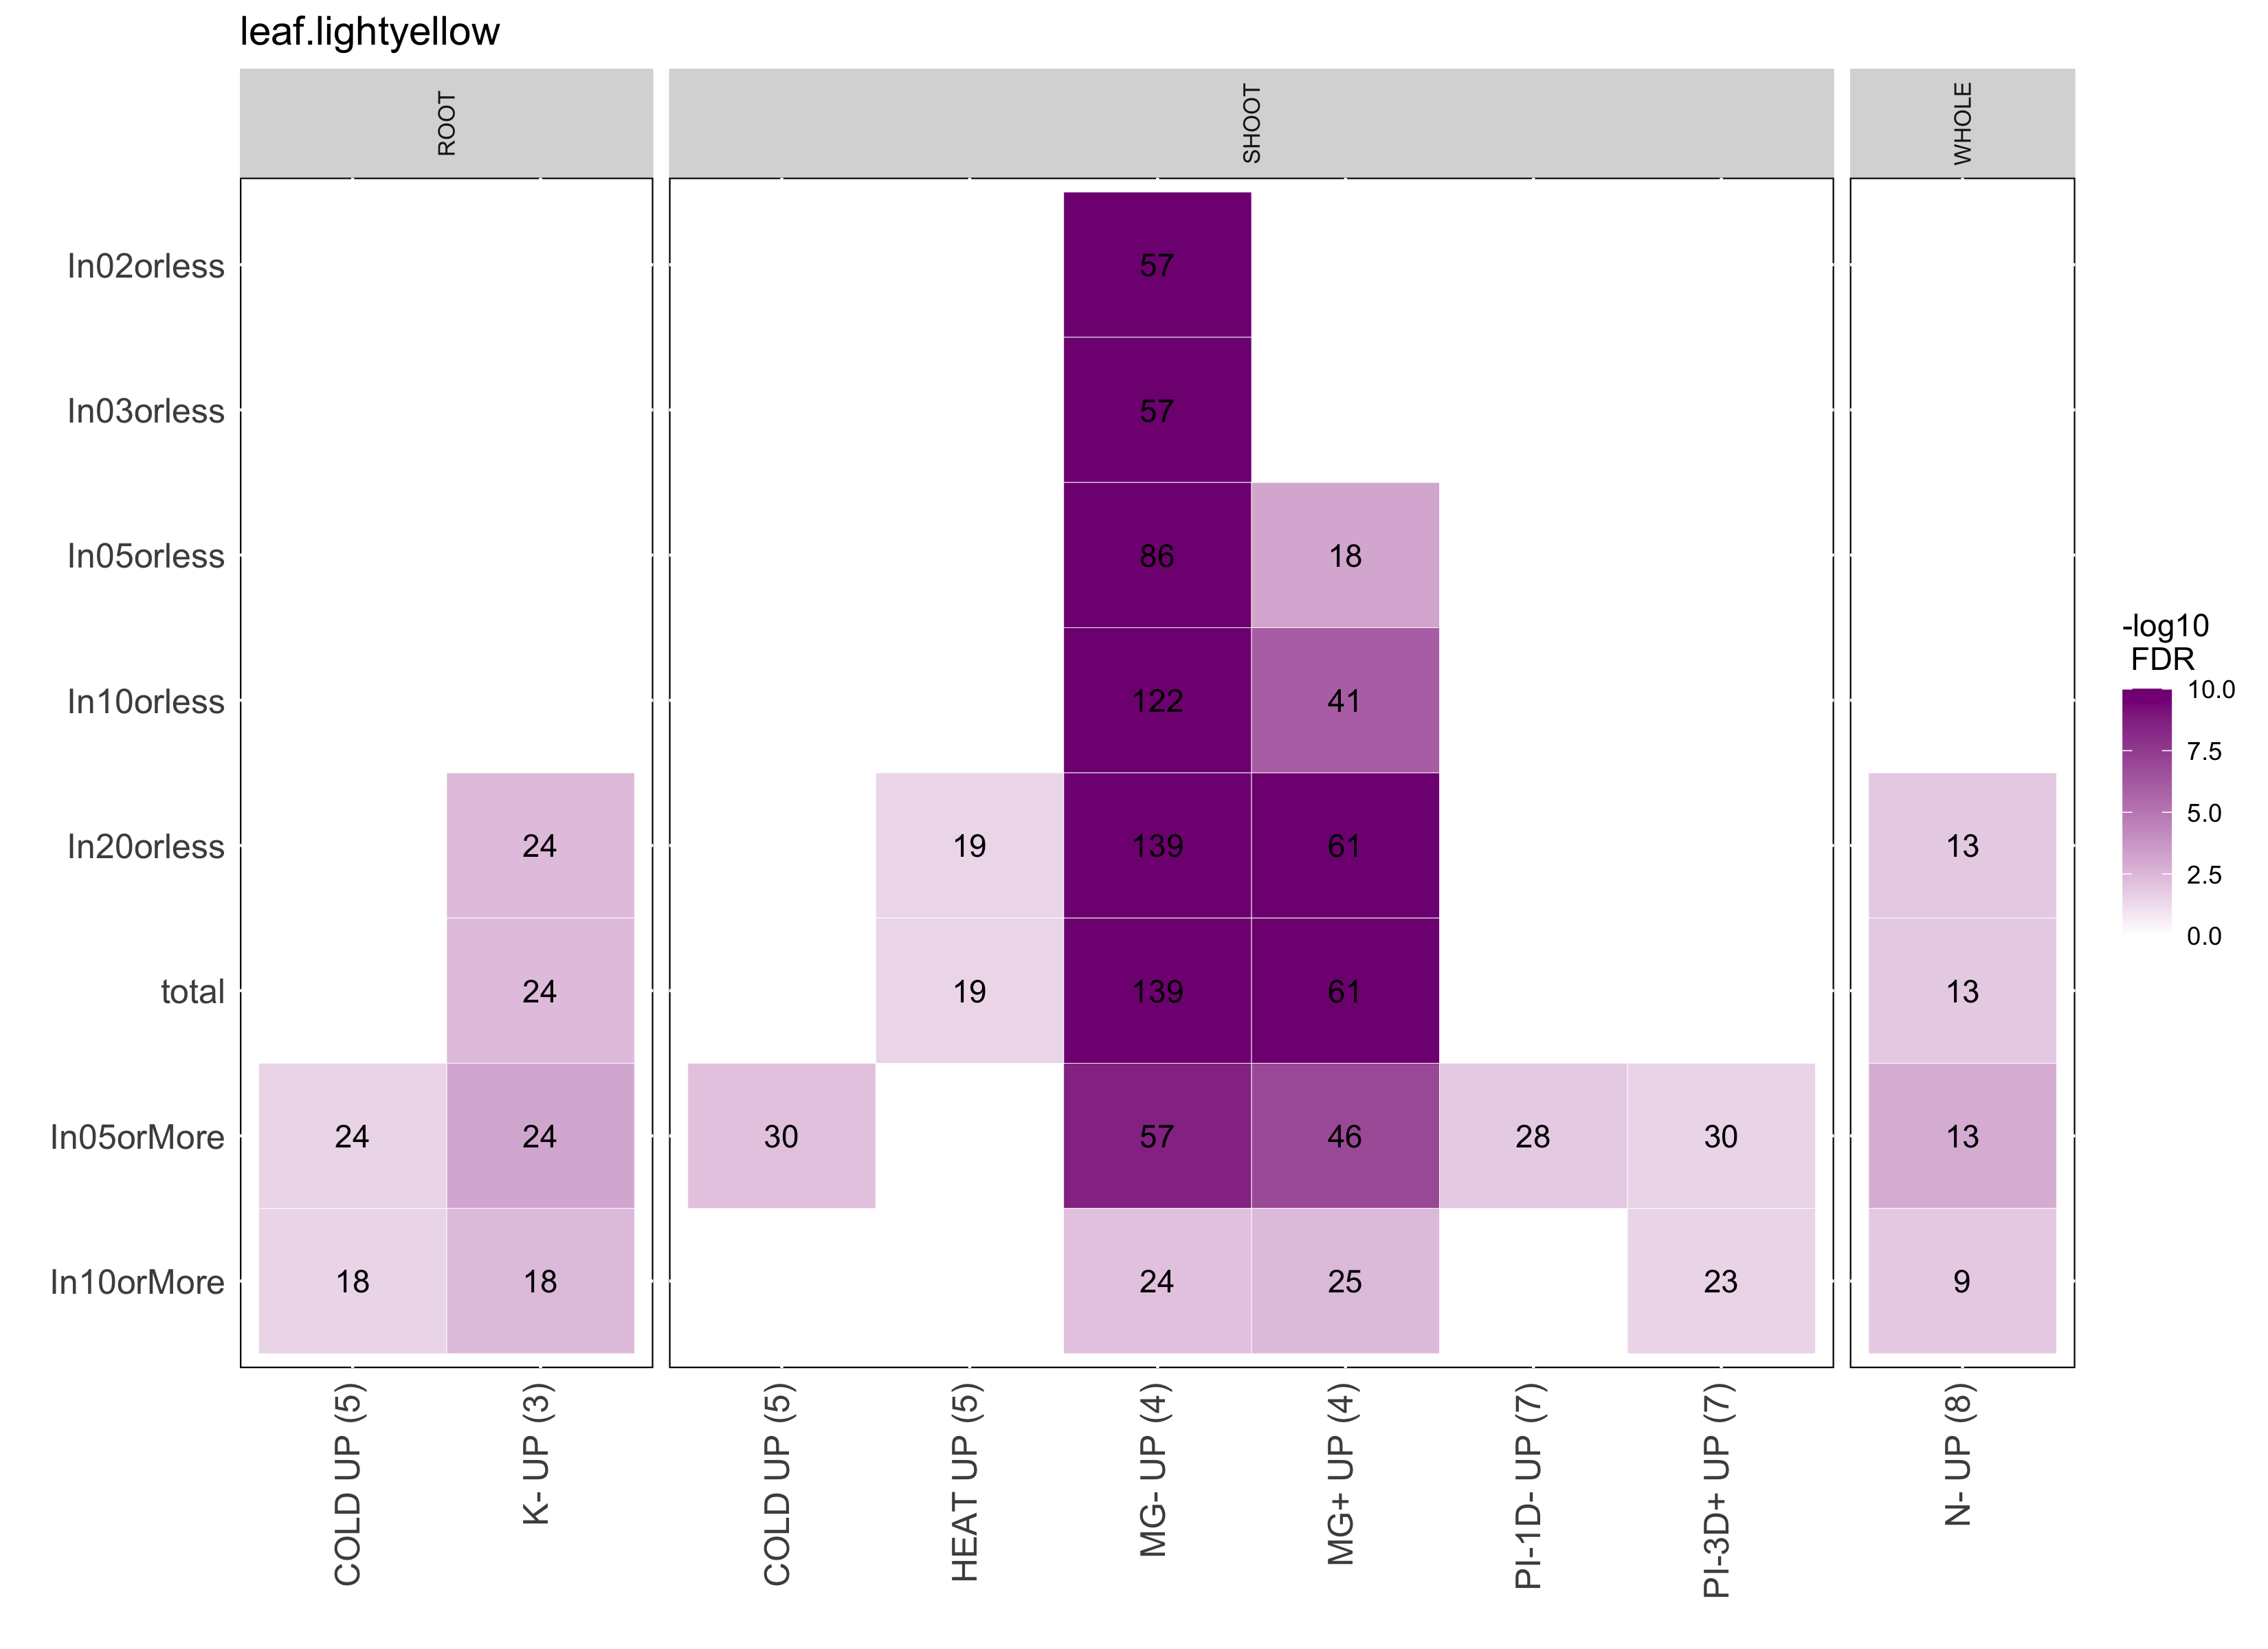 leaf.lightyellow
ROOT
SHOOT
WHOLE
In02orless
57
In03orless
57
In05orless
86 18
In10orless
122 41
In20orless
24 19 139 61 13
total
24 19 139 61 13
In05orMore
24 24 30 57 46 28 30 13
In10orMore
18 18 24 25 23 9
COLD UP (5)
K- UP (3)
COLD UP (5)
HEAT UP (5)
MG- UP (4)
MG+ UP (4)
PI-1D- UP (7)
PI-3D+ UP (7)
N- UP (8)
-log10
FDR
10.0
7.5
5.0
2.5
0.0